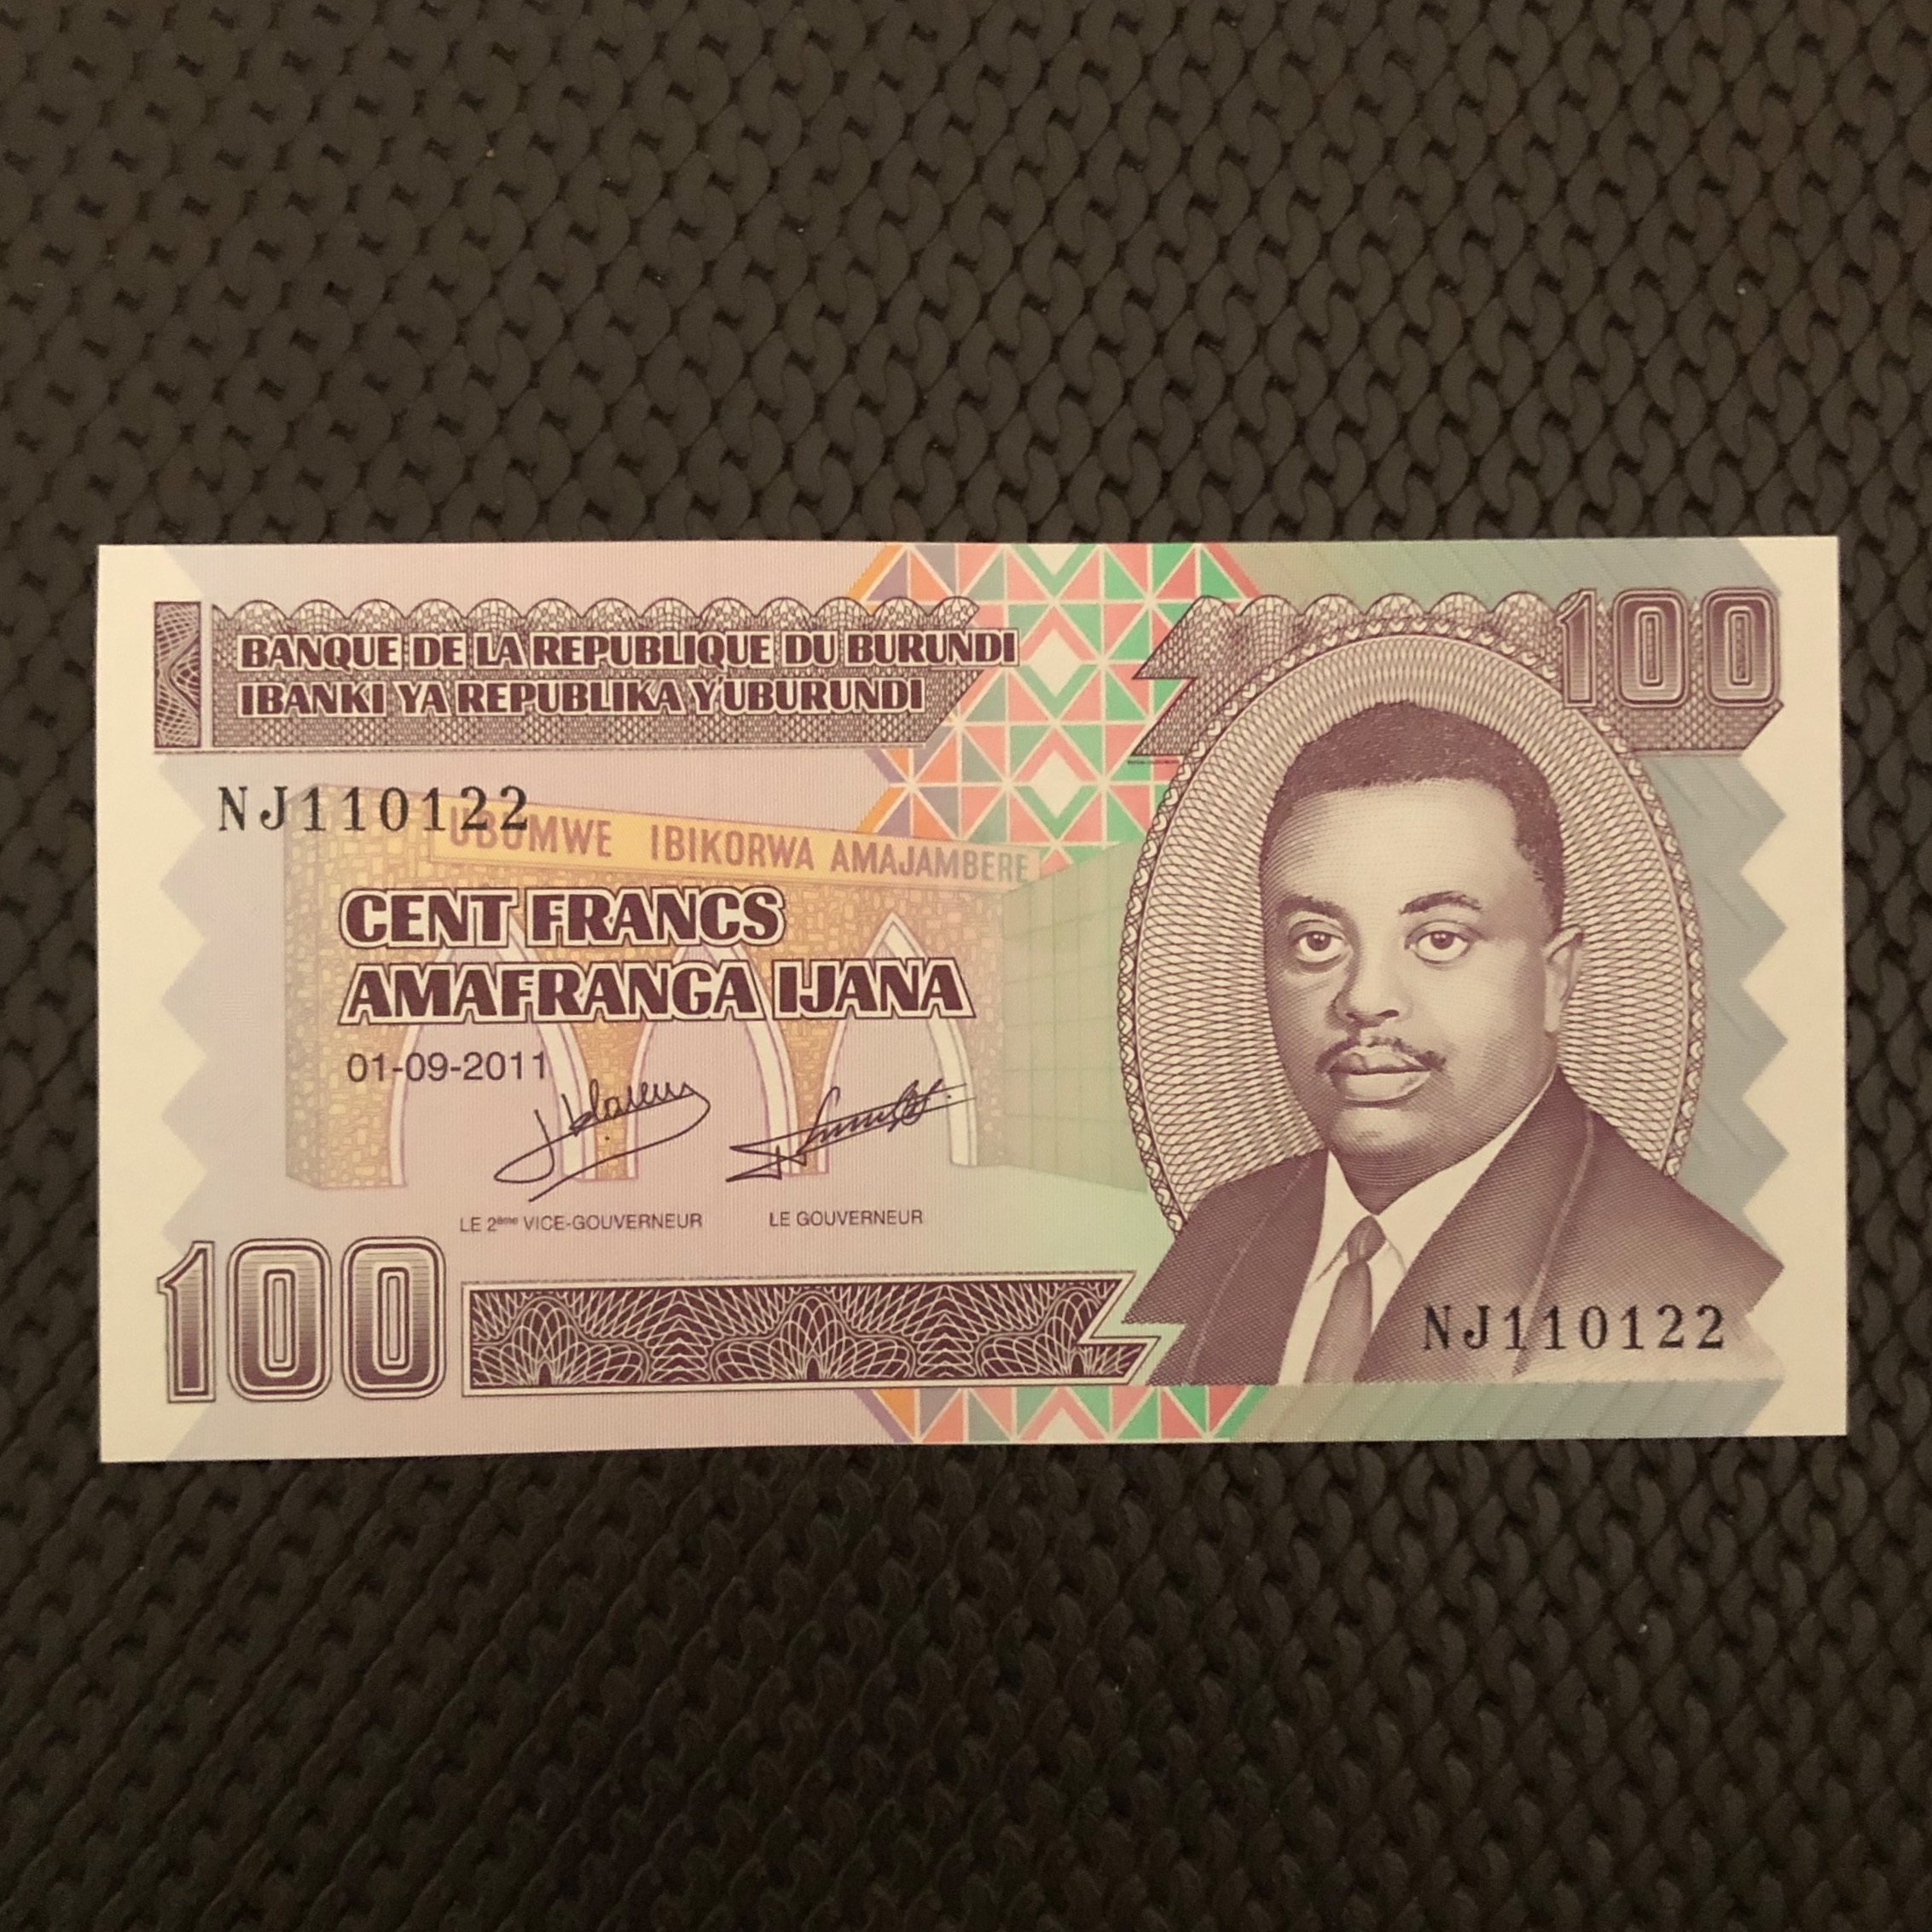 BANQUE DE LA REPUBLIQUE DU BURUNDI
IBANKI YA REPUBLIKA Y'UBURUNDI
100
NJ110122
UBUMWE IBIKORWA AMAJAMBERE
CENT FRANCS
AMAFRANGA IJANA
01-09-2011
LE 2ème VICE-GOUVERNEUR LE GOUVERNEUR
100
NJ110122